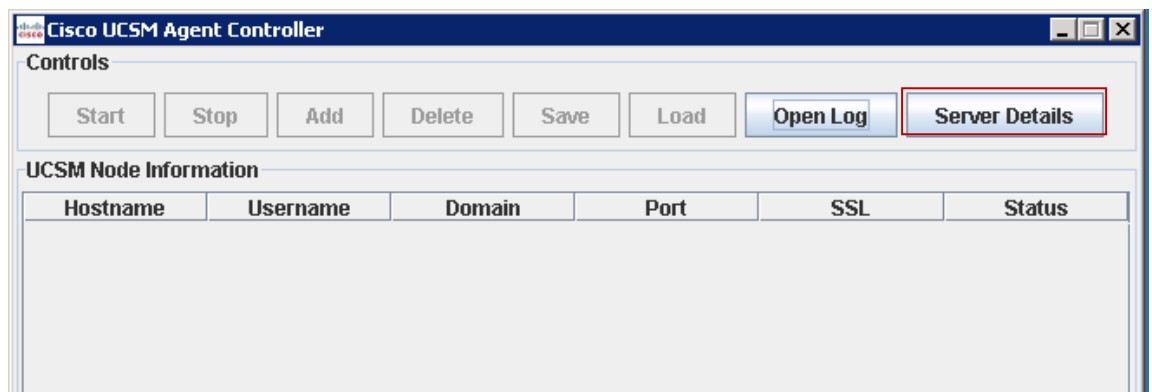 Cisco UCSM Agent Controller
Controls
Start Stop Add Delete Save Load Open Log Server Details
UCSM Node Information
Hostname Username Domain Port SSL Status